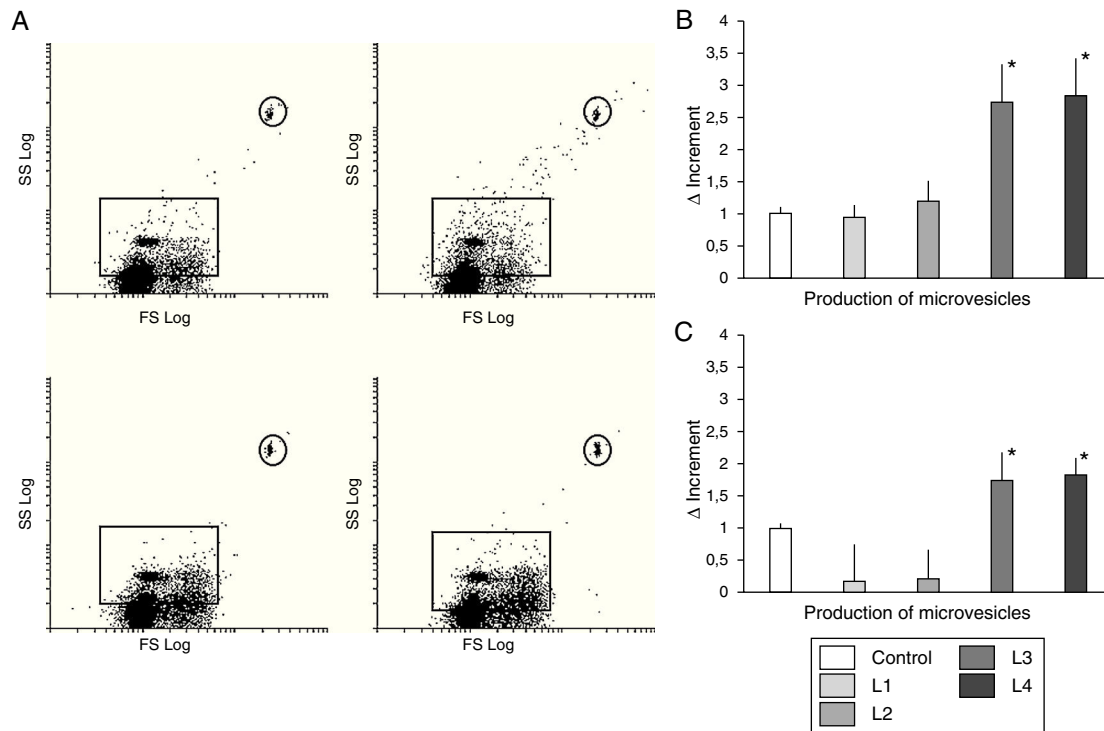 A
SS Log
FS Log
SS Log
FS Log
SS Log
FS Log
SS Log
FS Log
B
4
3,5
3
2,5
2
1,5
1
0,5
0
Δ Increment
*
*
Production of microvesicles
C
4
3,5
3
2,5
2
1,5
1
0,5
0
Δ Increment
*
*
Production of microvesicles
Control
L1
L2
L3
L4